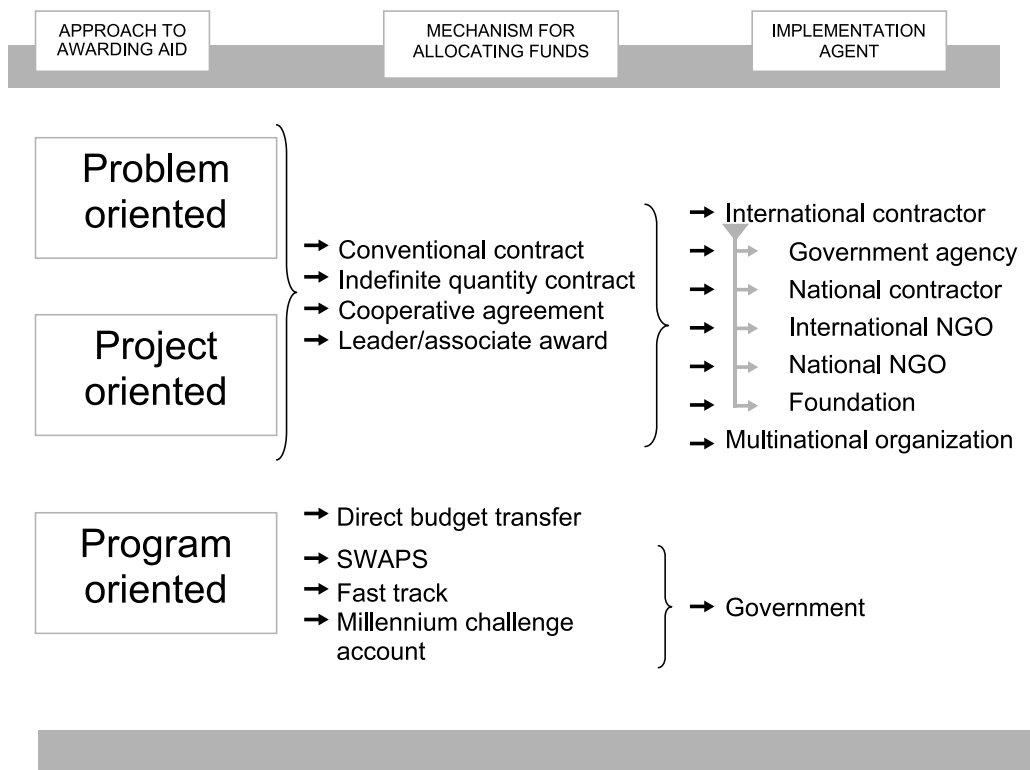 APPROACH TO
AWARDING AID
MECHANISM FOR
ALLOCATING FUNDS
IMPLEMENTATION
AGENT
Problem
oriented
Project
oriented
Conventional contract
Indefinite quantity contract
Cooperative agreement
Leader/associate award
International contractor
Government agency
National contractor
International NGO
National NGO
Foundation
Multinational organization
Program
oriented
Direct budget transfer
SWAPS
Fast track
Millennium challenge
account
Government